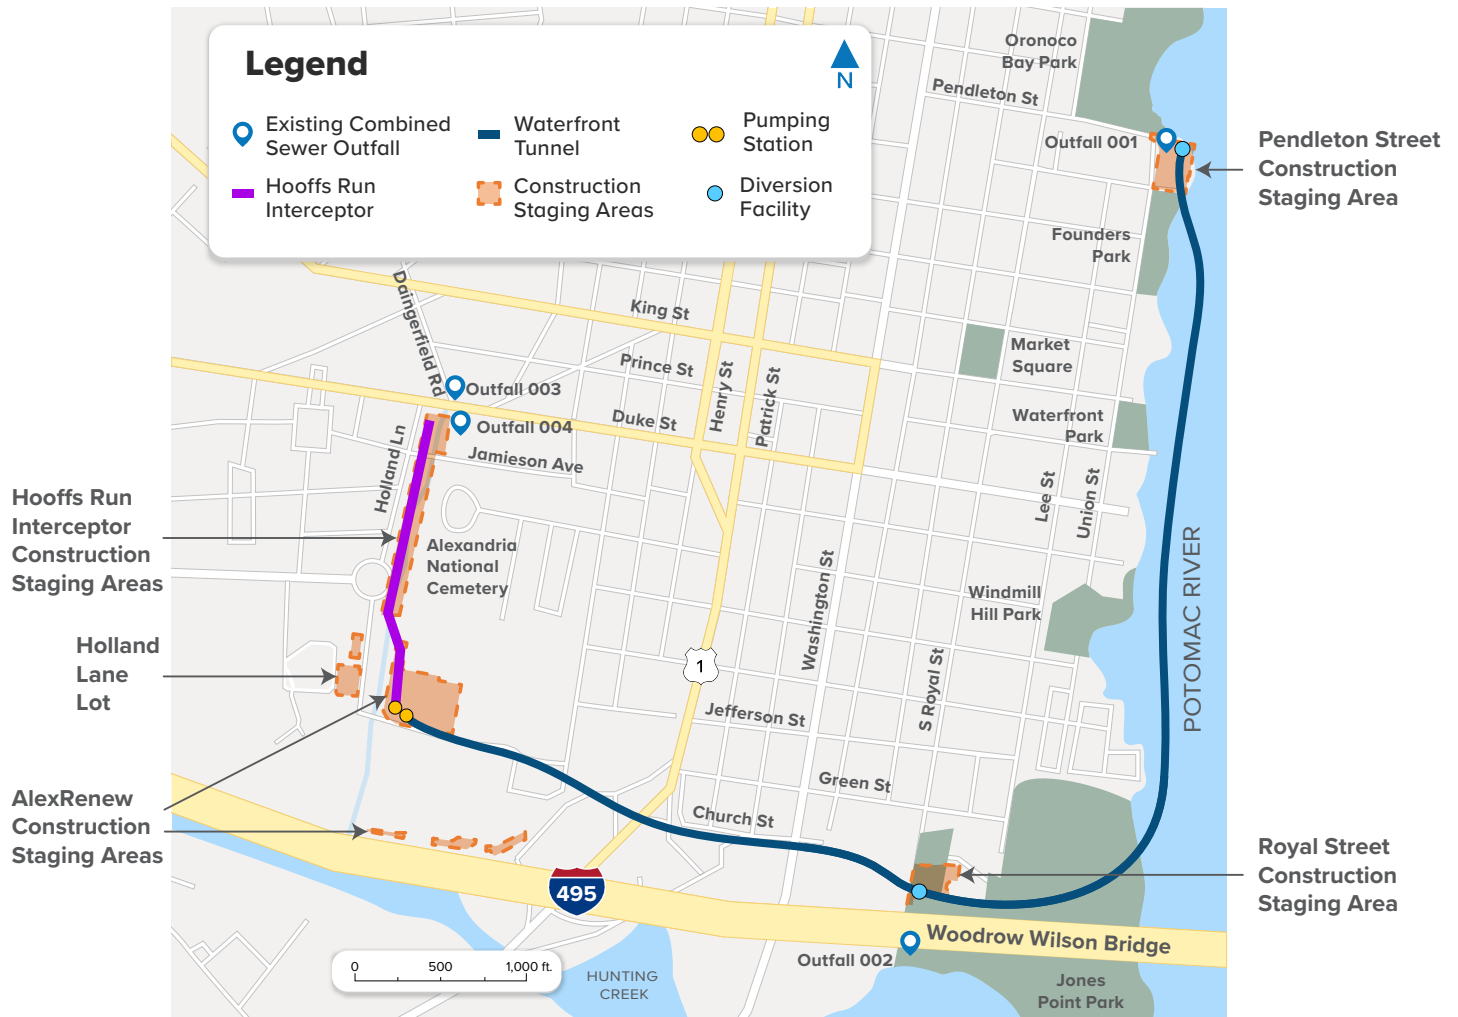 Legend
N
Existing Combined
Sewer Outfall
Waterfront
Tunnel
Pumping
Station
Hooffs Run
Interceptor
Construction
Staging Areas
Diversion
Facility
Oronoco
Bay Park
Pendleton St
Outfall 001
Pendleton Street
Construction
Staging Area
Founders
Park
Daingerfield Rd
King St
Prince St
Market
Square
Henry St
Patrick St
Outfall 003
Duke St
Waterfront
Park
Outfall 004
Holland Ln
Jamieson Ave
Lee St
Union St
Hooffs Run
Interceptor
Construction
Staging Areas
Alexandria
National
Cemetery
Washington St
Windmill
Hill Park
POTOMAC RIVER
Holland
Lane
Lot
1
S Royal St
Jefferson St
Green St
Church St
AlexRenew
Construction
Staging Areas
Royal Street
Construction
Staging Area
495
Woodrow Wilson Bridge
Outfall 002
0 500 1,000 ft.
HUNTING
CREEK
Jones
Point Park